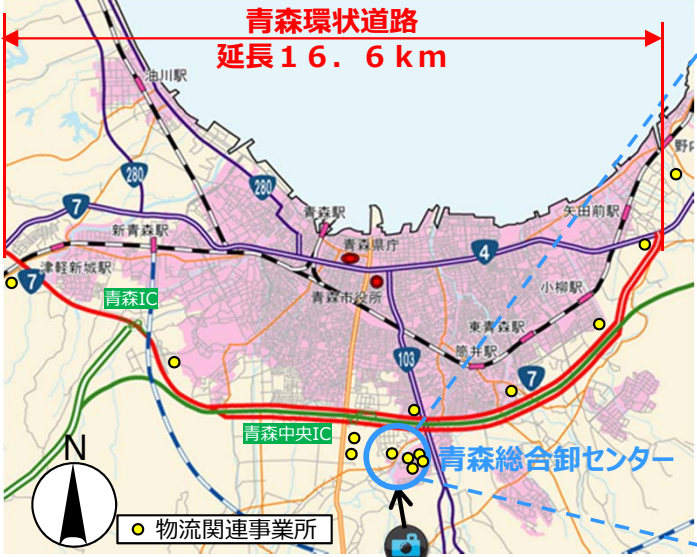 青森環状道路
延長１６．６ｋｍ
油川駅
280
280
7
新青森駅
青森駅
青森県庁
4
矢田前駅
野内
津軽新城駅
7
青森IC
青森市役所
小柳駅
東青森駅
筒井駅
103
7
青森中央IC
青森総合卸センター
N
物流関連事業所